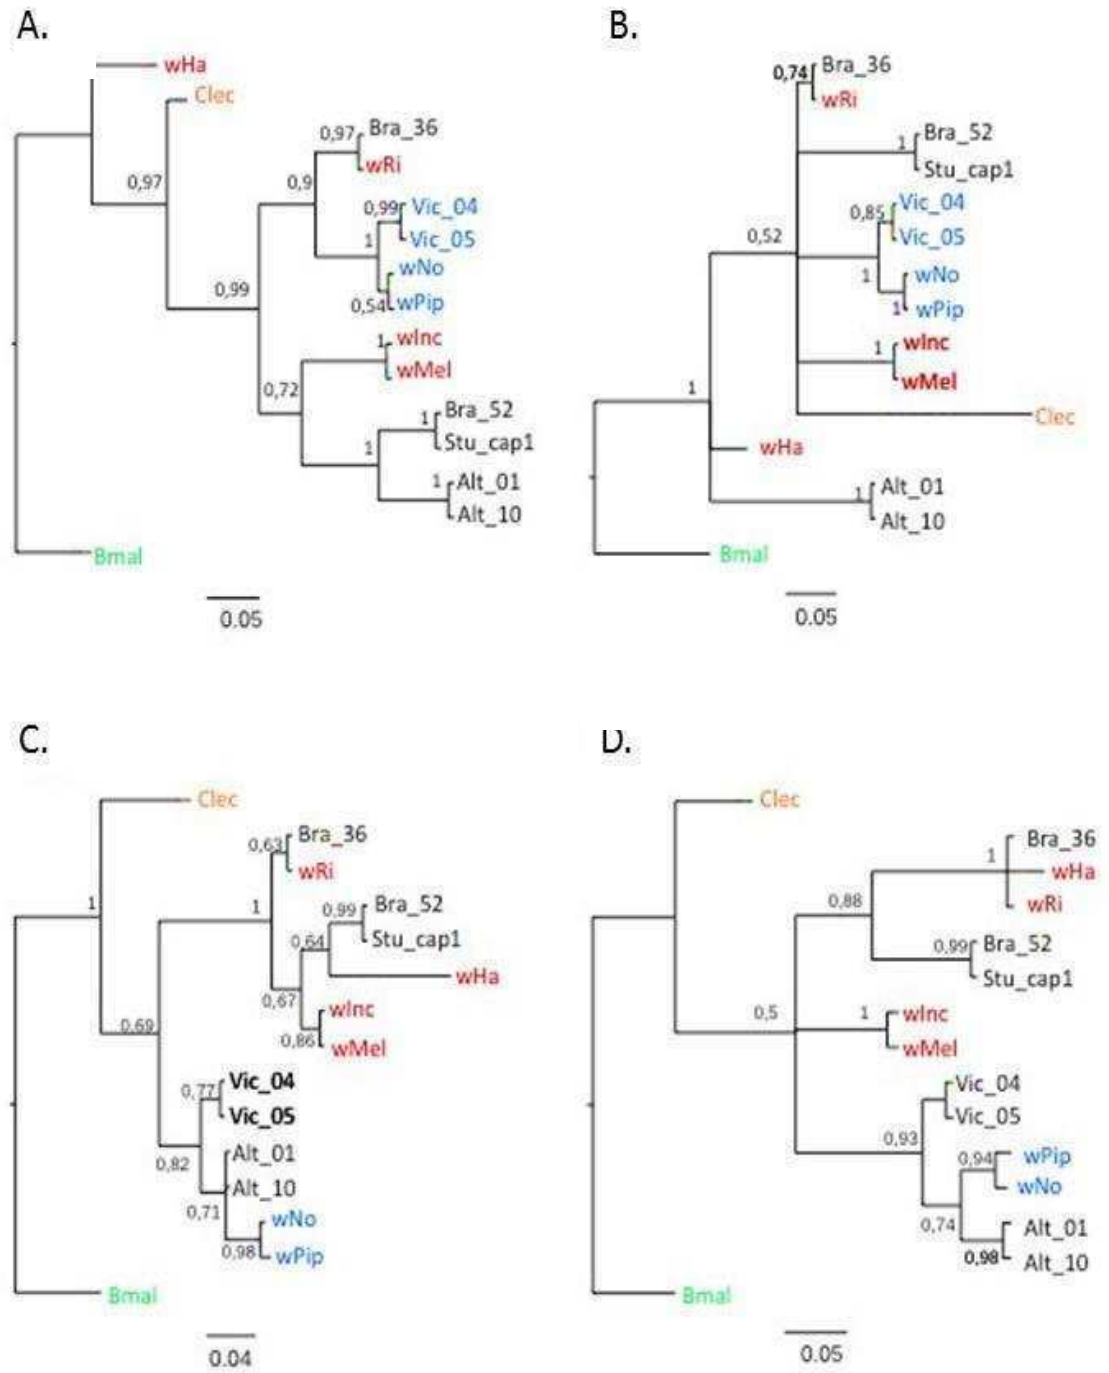 A.
wHa
Clec
0,97
Bra_36
wRi
0,9
0,97
0,99
Vic_04
Vic_05
1
wNo
0,54
wPip
0,99
1
wInc
wMel
0,72
1
Bra_52
Stu_cap1
1
1
Alt_01
Alt_10
Bmal
0.05
B.
0,74
Bra_36
wRi
1
Bra_52
Stu_cap1
0,85
Vic_04
Vic_05
0,52
1
wNo
1
wPip
1
wInc
wMel
1
Clec
wHa
1
Alt_01
Alt_10
Bmal
0.05
C.
Clec
0,63
Bra_36
wRi
1
1
0,99
Bra_52
Stu_cap1
0,64
wHa
0,67
wInc
0,86
wMel
0,69
0,77
Vic_04
Vic_05
0,82
Alt_01
Alt_10
0,71
wNo
0,98
wPip
Bmal
0.04
D.
Clec
Bra_36
1
wHa
wRi
0,88
0,99
Bra_52
Stu_cap1
0,5
1
wInc
wMel
Vic_04
Vic_05
0,93
0,94
wPip
wNo
0,74
Alt_01
0,98
Alt_10
Bmal
0.05